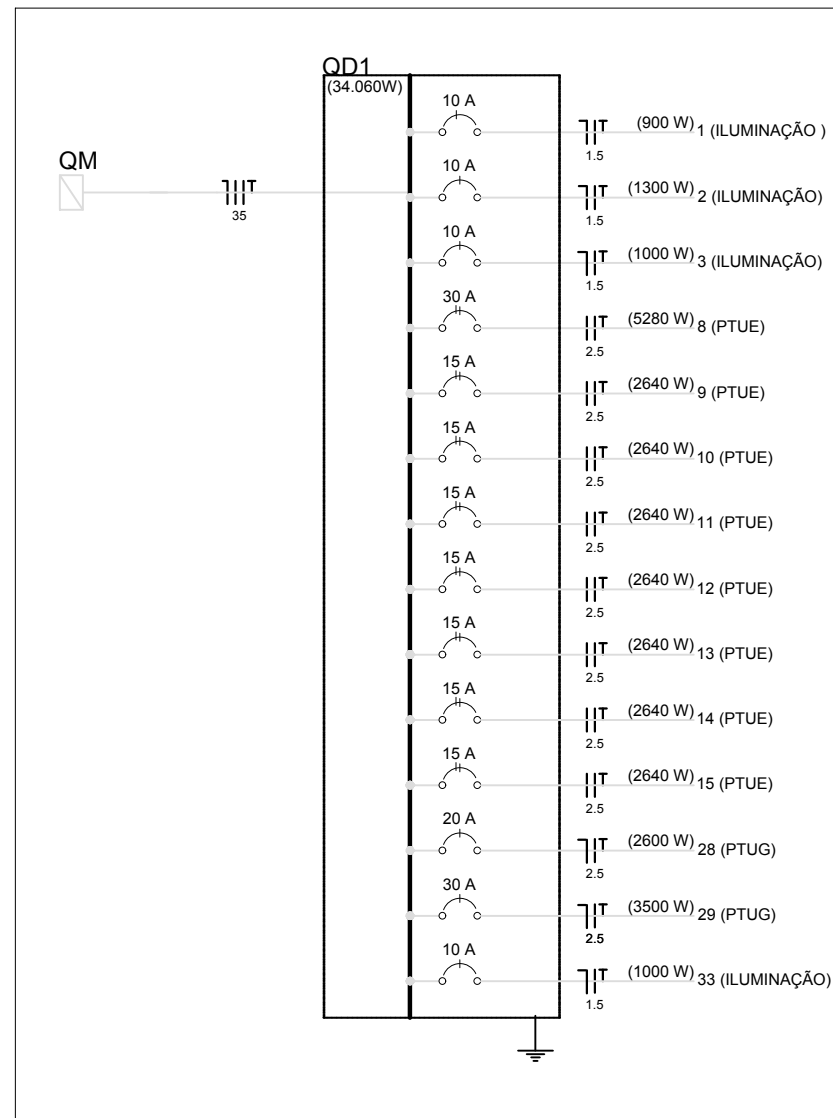 QD1
(34.060W)
QM
35
10 A
(900 W) 1 (ILUMINAÇÃO )
1.5
10 A
(1300 W) 2 (ILUMINAÇÃO)
1.5
10 A
(1000 W) 3 (ILUMINAÇÃO)
1.5
30 A
(5280 W) 8 (PTUE)
2.5
15 A
(2640 W) 9 (PTUE)
2.5
15 A
(2640 W) 10 (PTUE)
2.5
15 A
(2640 W) 11 (PTUE)
2.5
15 A
(2640 W) 12 (PTUE)
2.5
15 A
(2640 W) 13 (PTUE)
2.5
15 A
(2640 W) 14 (PTUE)
2.5
15 A
(2640 W) 15 (PTUE)
2.5
20 A
(2600 W) 28 (PTUG)
2.5
30 A
(3500 W) 29 (PTUG)
2.5
10 A
(1000 W) 33 (ILUMINAÇÃO)
1.5